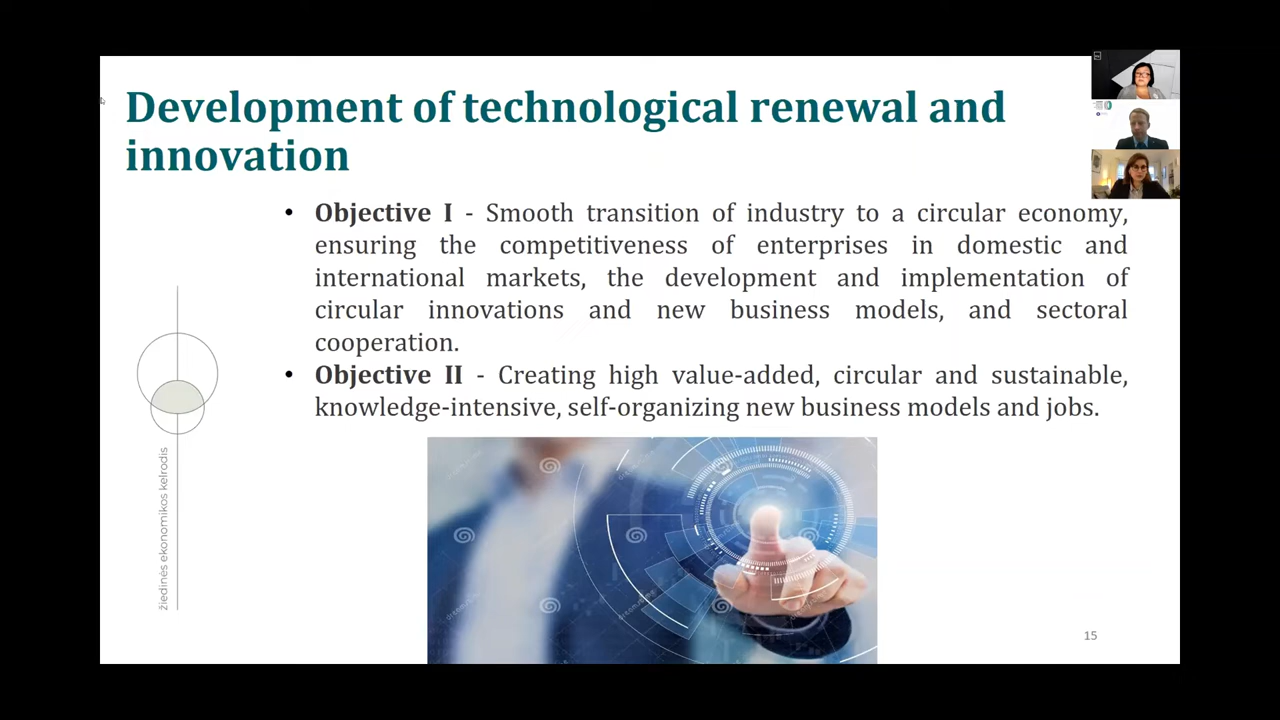 Development of technological renewal and
innovation
• Objective I - Smooth transition of industry to a circular economy,
ensuring the competitiveness of enterprises in domestic and
international markets, the development and implementation of
circular innovations and new business models, and sectoral
cooperation.
• Objective II - Creating high value-added, circular and sustainable,
knowledge-intensive, self-organizing new business models and jobs.
žiedinės ekonomikos kelrodis
15